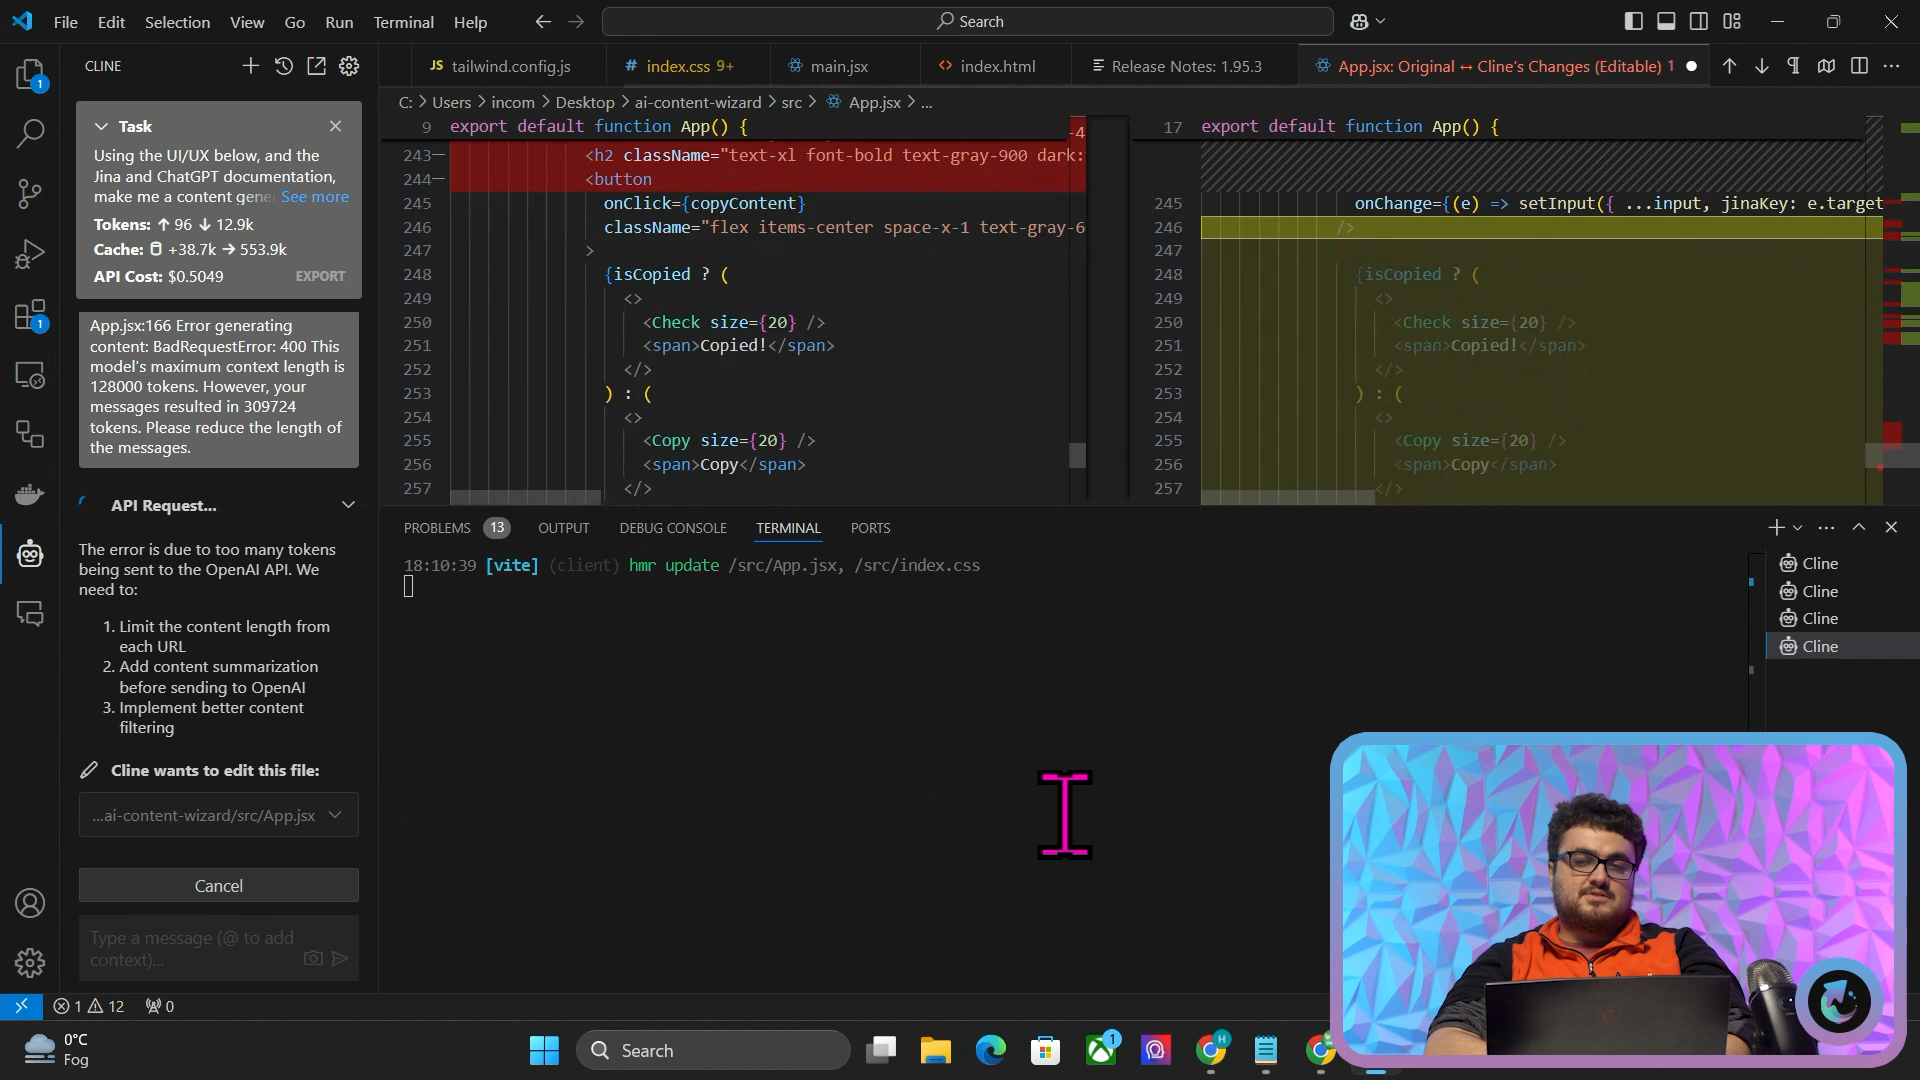 File Edit Selection View Go Run Terminal Help
Search
CLINE
JS tailwind.config.js
# index.css 9+
main.jsx
<> index.html
Release Notes: 1.95.3
App.jsx: Original ↔ Cline's Changes (Editable) 1
C: > Users > incom > Desktop > ai-content-wizard > src > App.jsx > ...
1
Task
Using the UI/UX below, and the
Jina and ChatGPT documentation,
make me a content gene See more
Tokens: ↑ 96 ↓ 12.9k
Cache: +38.7k → 553.9k
API Cost: $0.5049 EXPORT
App.jsx:166 Error generating
content: BadRequestError: 400 This
model's maximum context length is
128000 tokens. However, your
messages resulted in 309724
tokens. Please reduce the length of
the messages.
1
API Request...
The error is due to too many tokens
being sent to the OpenAI API. We
need to:
1. Limit the content length from
each URL
2. Add content summarization
before sending to OpenAI
3. Implement better content
filtering
Cline wants to edit this file:
...ai-content-wizard/src/App.jsx
Cancel
Type a message (@ to add
context)...
9 export default function App() {
-4
243— <h2 className="text-xl font-bold text-gray-900 dark:
244— <button
245 onClick={copyContent}
246 className="flex items-center space-x-1 text-gray-6
247 >
248 {isCopied ? (
249 <>
250 <Check size={20} />
251 <span>Copied!</span>
252 </>
253 ) : (
254 <>
255 <Copy size={20} />
256 <span>Copy</span>
257 </>
17 export default function App() {
245 onChange={(e) => setInput({ ...input, jinaKey: e.target
246 />
247
248 {isCopied ? (
249 <>
250 <Check size={20} />
251 <span>Copied!</span>
252 </>
253 ) : (
254 <>
255 <Copy size={20} />
256 <span>Copy</span>
257 </>
PROBLEMS 13 OUTPUT DEBUG CONSOLE TERMINAL PORTS
18:10:39 [vite] (client) hmr update /src/App.jsx, /src/index.css
Cline
Cline
Cline
Cline
1 12 0
0°C
Fog
Search
1
H